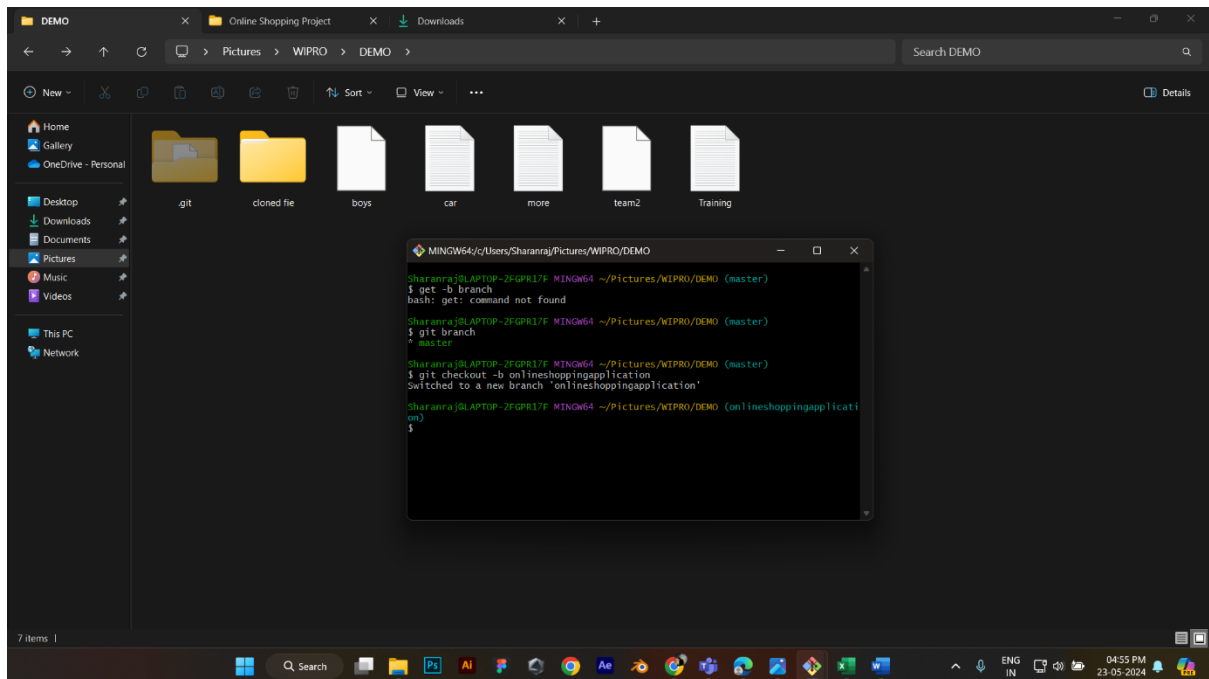 DEMO
Online Shopping Project
Downloads
Pictures > WIPRO > DEMO >
Search DEMO
New
Sort
View
Details
Home
Gallery
OneDrive - Personal
Desktop
Downloads
Documents
Pictures
Music
Videos
This PC
Network
.git
cloned fie
boys
car
more
team2
Training
MINGW64:/c/Users/Sharanraj/Pictures/WIPRO/DEMO
Sharanraj@LAPTOP-2FGPR17F MINGW64 ~/Pictures/WIPRO/DEMO (master)
$ get -b branch
bash: get: command not found
Sharanraj@LAPTOP-2FGPR17F MINGW64 ~/Pictures/WIPRO/DEMO (master)
$ git branch
* master
Sharanraj@LAPTOP-2FGPR17F MINGW64 ~/Pictures/WIPRO/DEMO (master)
$ git checkout -b onlineshoppingapplication
Switched to a new branch 'onlineshoppingapplication'
Sharanraj@LAPTOP-2FGPR17F MINGW64 ~/Pictures/WIPRO/DEMO (onlineshoppingapplicati
on)
$
7 items
Search
Ps
Ai
Ae
ENG
IN
04:55 PM
23-05-2024